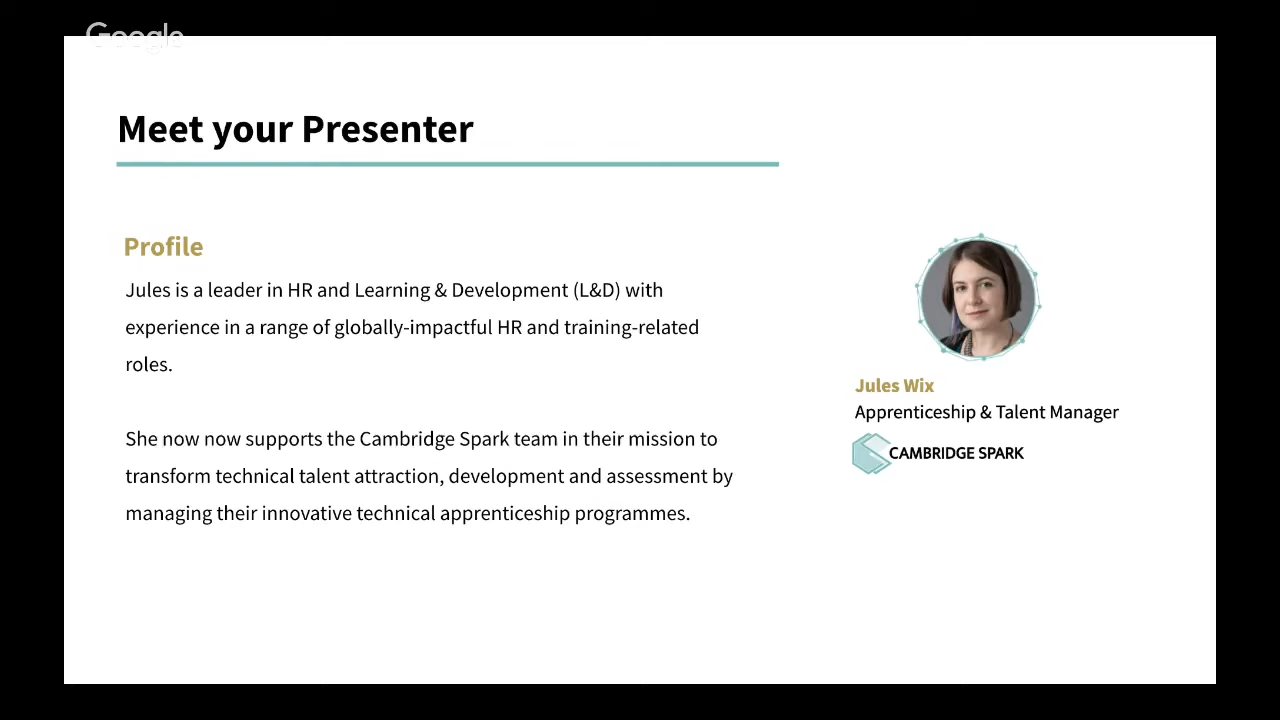 Google
Meet your Presenter
Profile
Jules is a leader in HR and Learning & Development (L&D) with
experience in a range of globally-impactful HR and training-related
roles.
She now now supports the Cambridge Spark team in their mission to
transform technical talent attraction, development and assessment by
managing their innovative technical apprenticeship programmes.
Jules Wix
Apprenticeship & Talent Manager
CAMBRIDGE SPARK